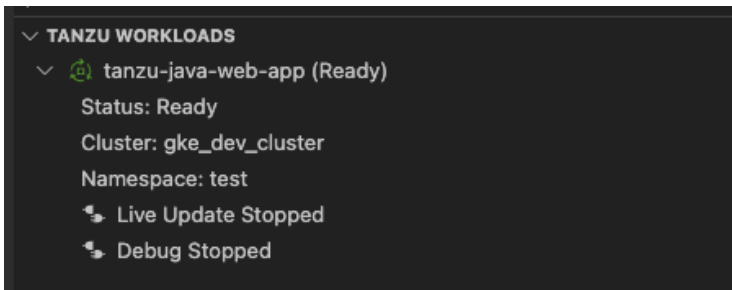 TANZU WORKLOADS
tanzu-java-web-app (Ready)
Status: Ready
Cluster: gke_dev_cluster
Namespace: test
Live Update Stopped
Debug Stopped